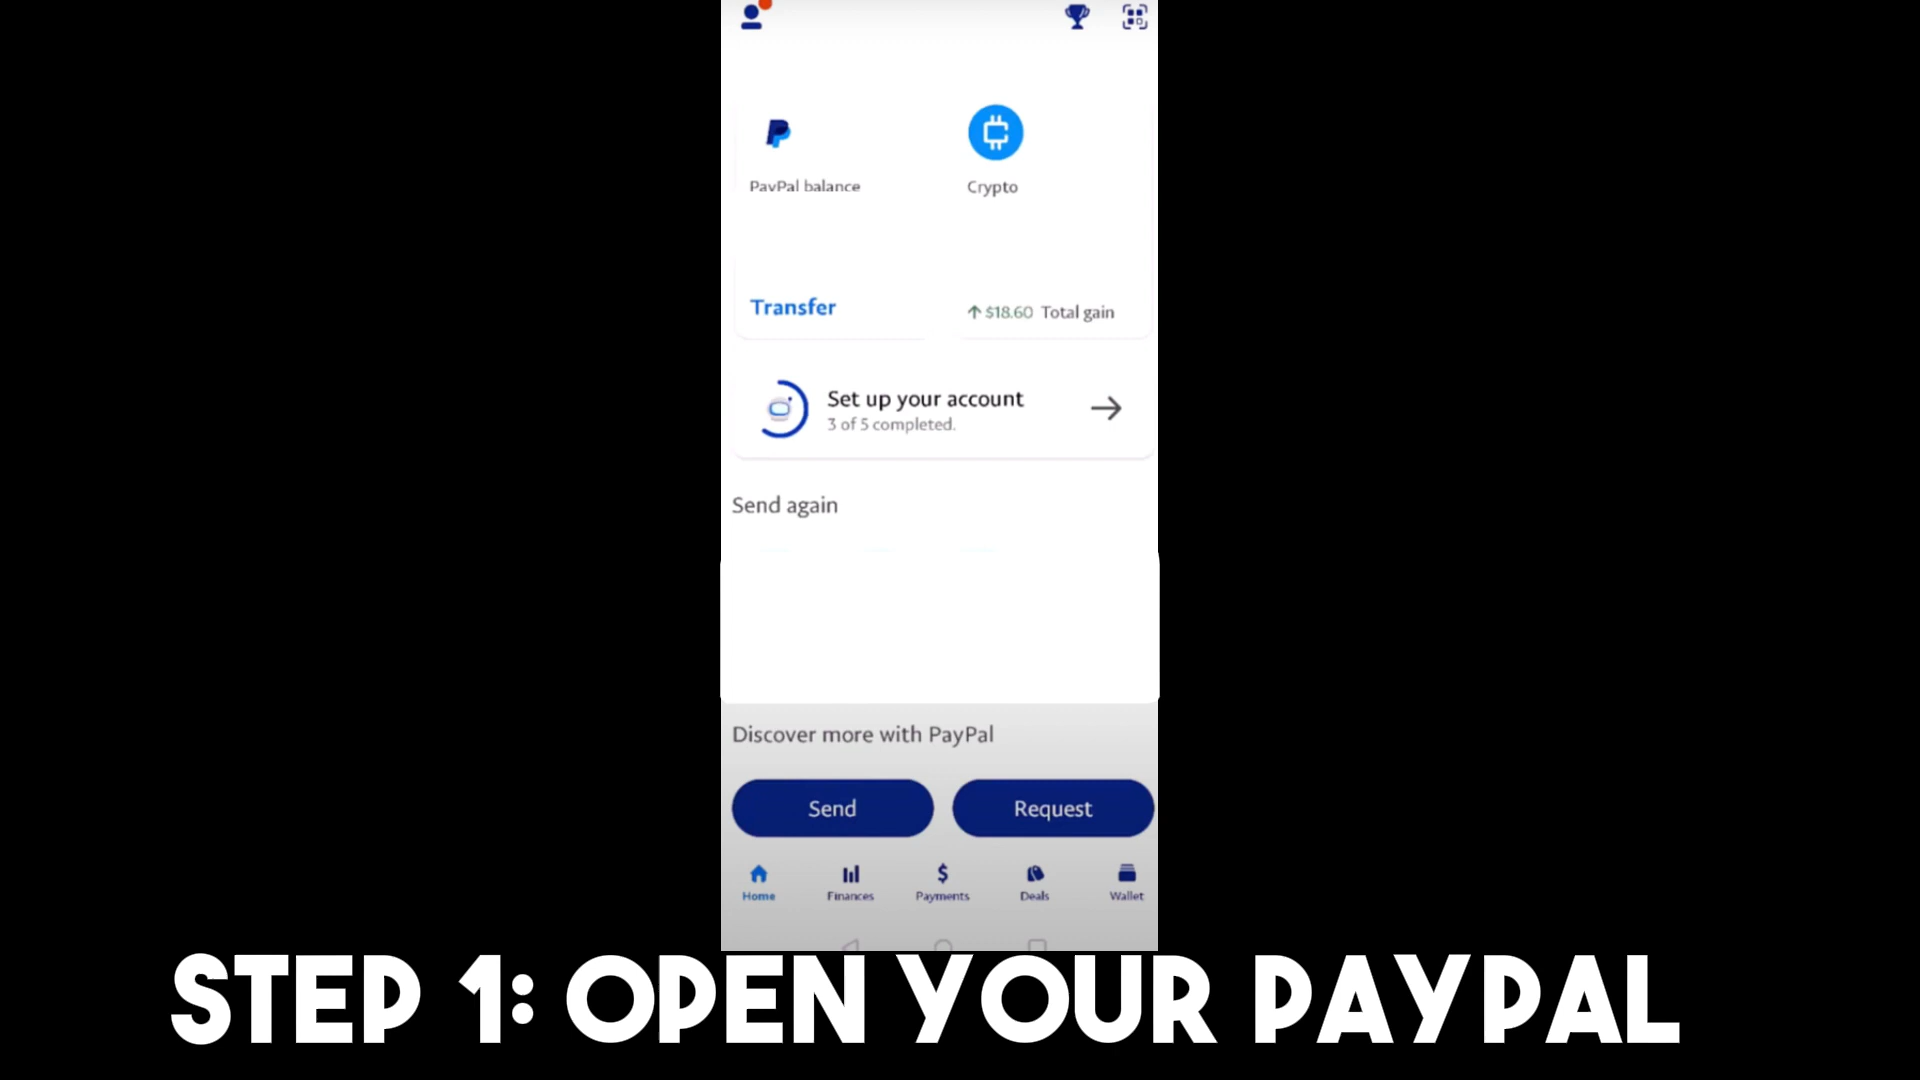 PayPal balance
Crypto
Transfer
$18.60 Total gain
Set up your account
3 of 5 completed.
Send again
Discover more with PayPal
Send
Request
Home
Finances
Payments
Deals
Wallet
STEP 1: OPEN YOUR PAYPAL